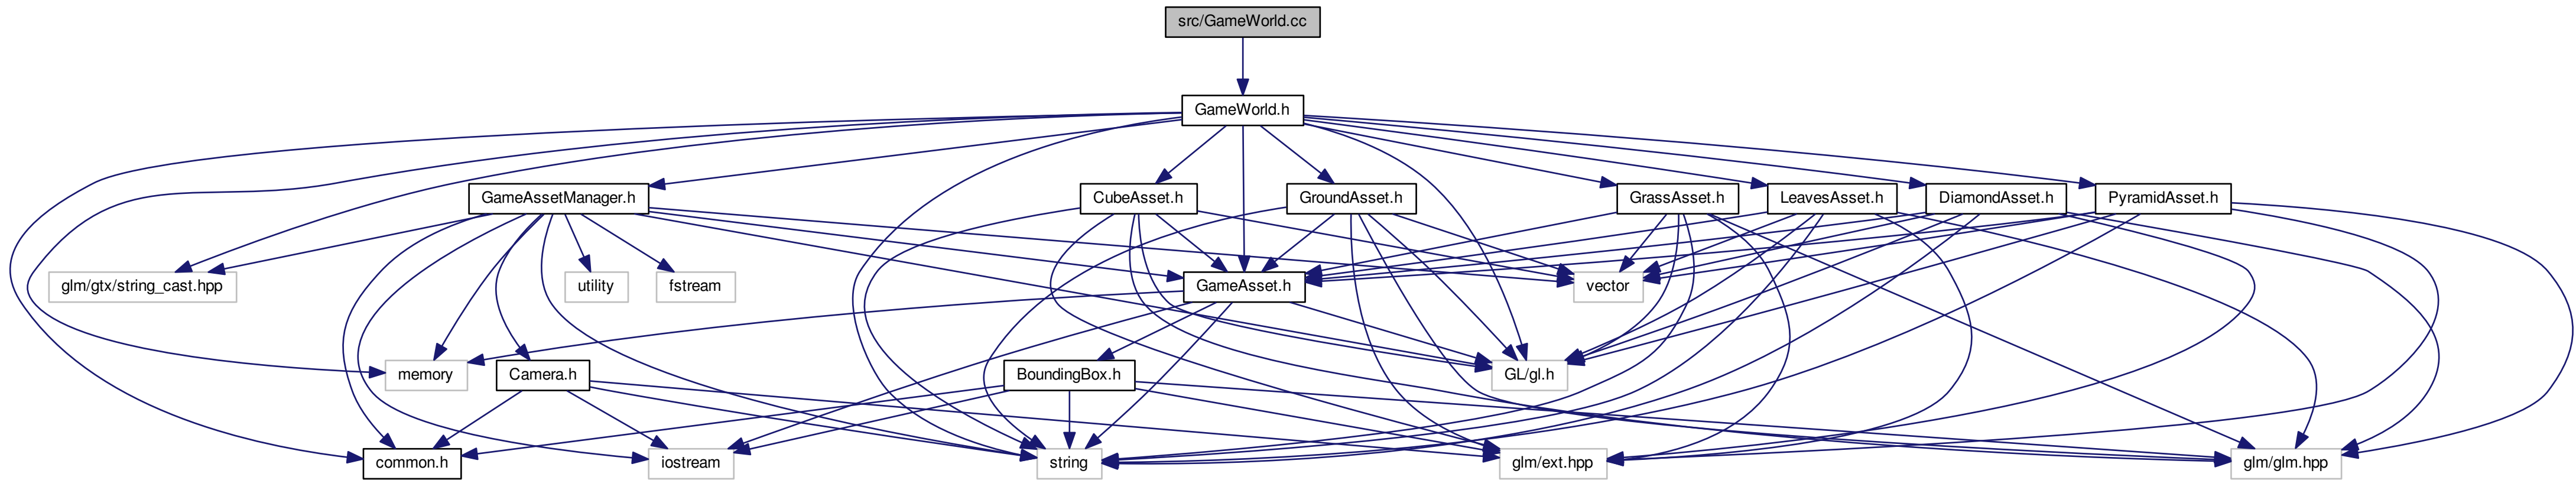 src/GameWorld.cc
GameWorld.h
GameAssetManager.h
CubeAsset.h
GroundAsset.h
GrassAsset.h
LeavesAsset.h
DiamondAsset.h
PyramidAsset.h
glm/gtx/string_cast.hpp
utility
fstream
GameAsset.h
vector
memory
Camera.h
BoundingBox.h
GL/gl.h
common.h
iostream
string
glm/ext.hpp
glm/glm.hpp